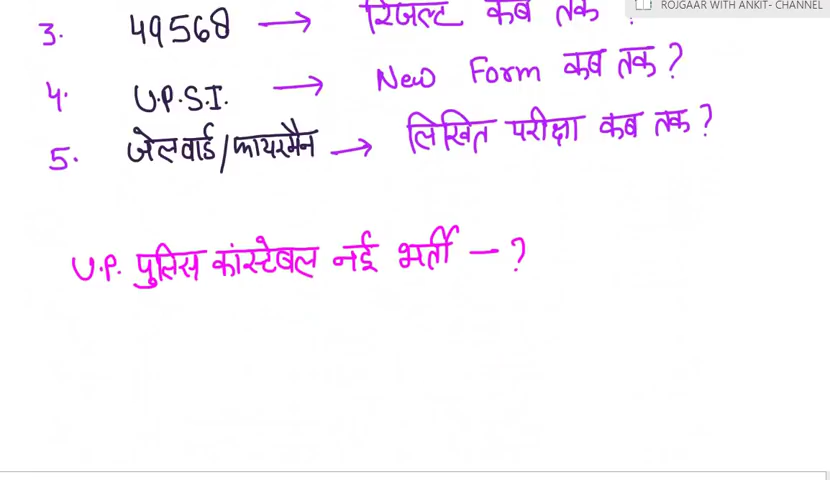 ROJGAAR WITH ANKIT- CHANNEL
3. 49568 → रिजल्ट कब तक ?
4. U.P.S.I. → New Form कब तक ?
5. जेलवार्ड/फायरमैन → लिखित परीक्षा कब तक ?
U.P. पुलिस कांस्टेबल नई भर्ती – ?